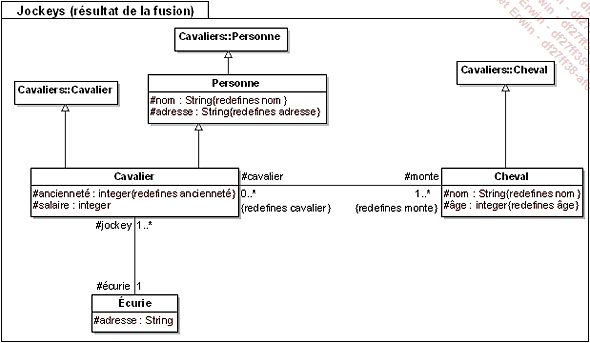 Jockeys (résultat de la fusion)
Cavaliers::Personne
Cavaliers::Cavalier
Cavaliers::Cheval
Personne
#nom : String{redefines nom }
#adresse : String{redefines adresse}
Cavalier
#ancienneté : integer{redefines ancienneté}
#salaire : integer
#cavalier
0..*
{redefines cavalier}
#monte
1..*
{redefines monte}
Cheval
#nom : String{redefines nom }
#âge : integer{redefines âge}
#jockey
1..*
#écurie
1
Écurie
#adresse : String